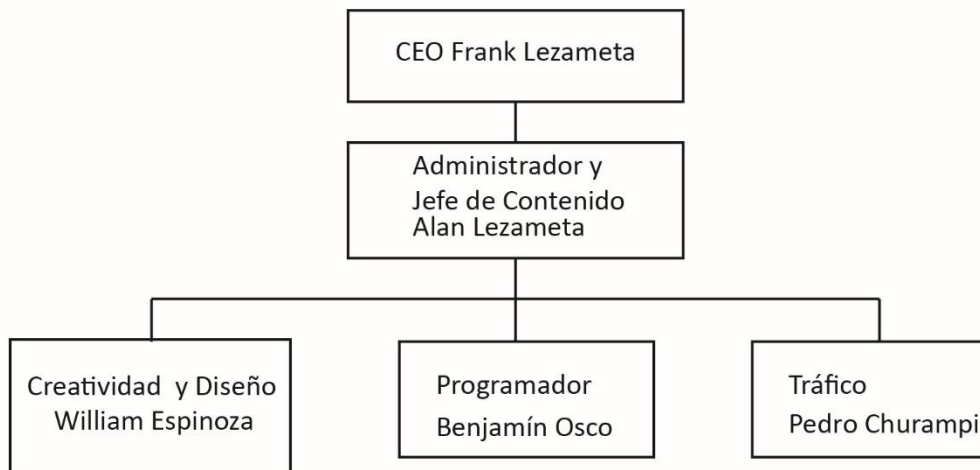 CEO Frank Lezameta
Administrador y
Jefe de Contenido
Alan Lezameta
Creatividad y Diseño
William Espinoza
Programador
Benjamín Osco
Tráfico
Pedro Churampi